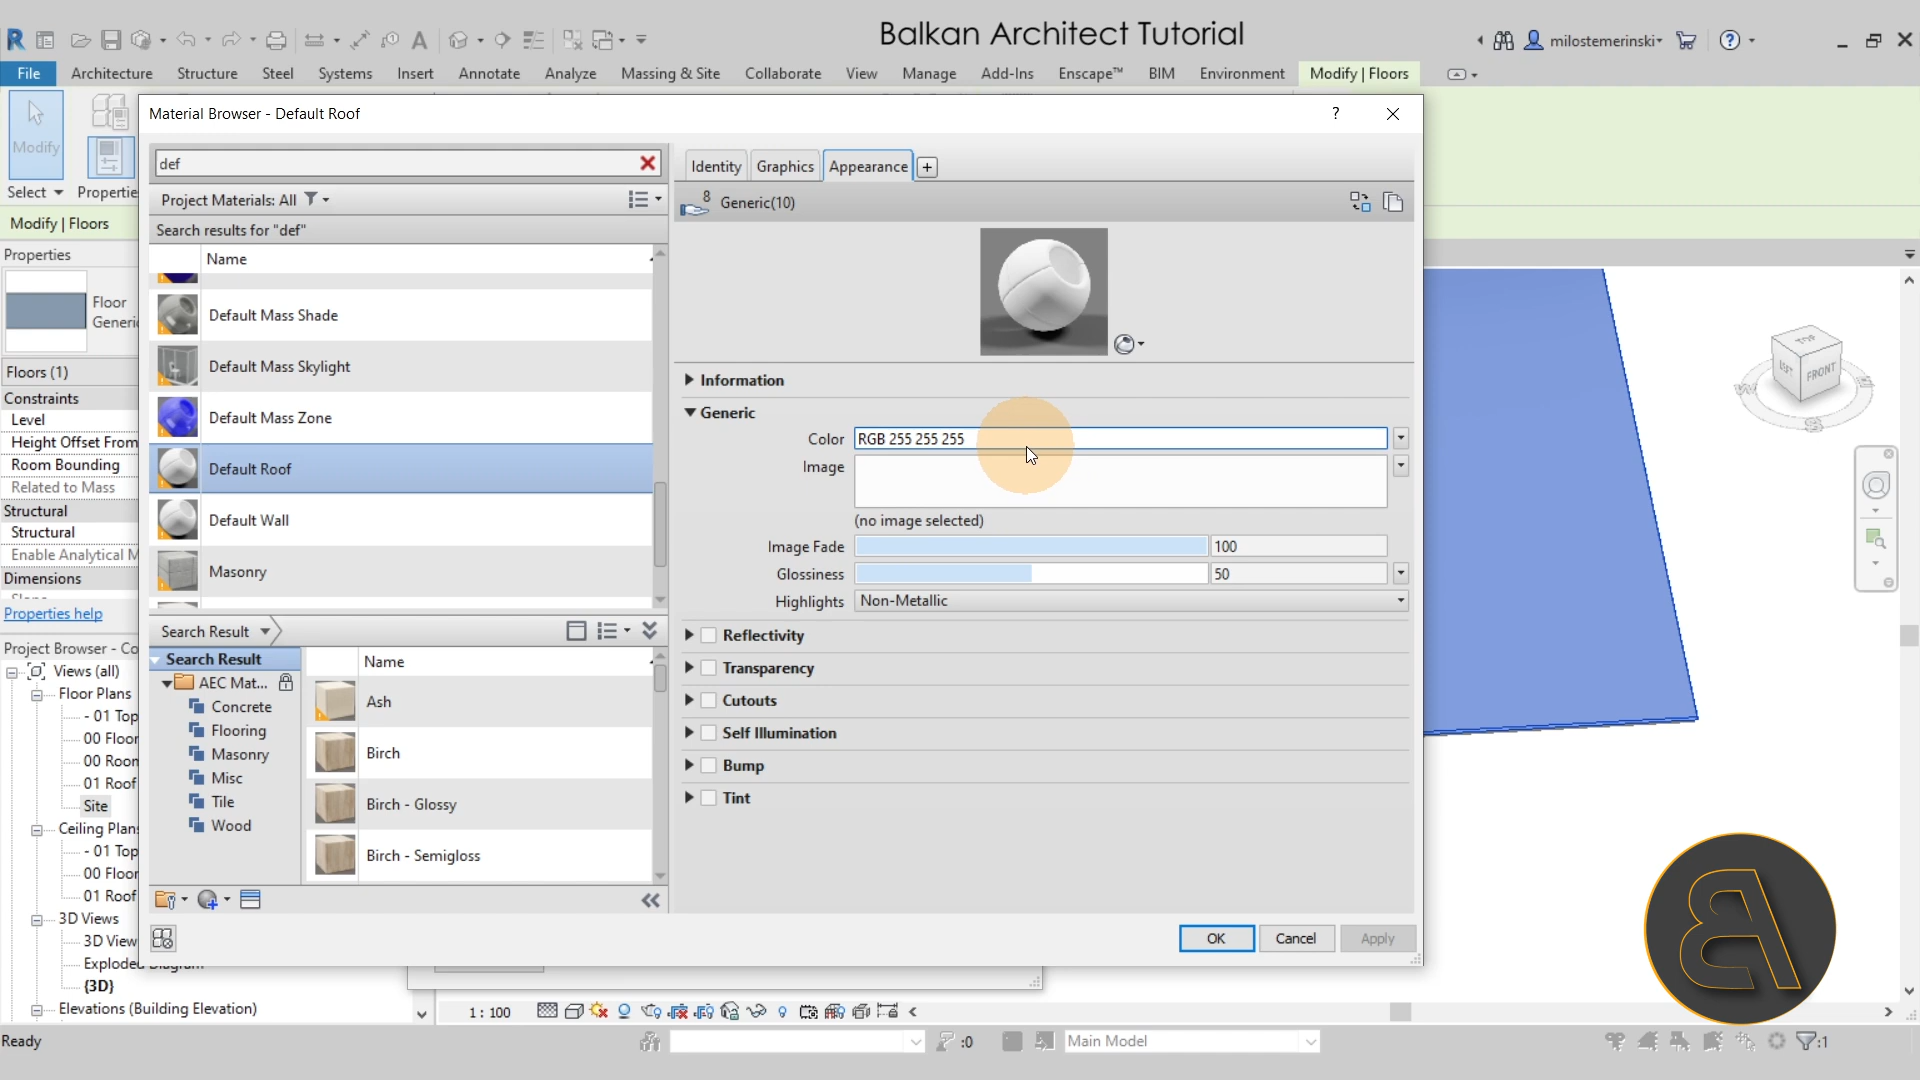 Balkan Architect Tutorial
milostemerinski
File Architecture Structure Steel Systems Insert Annotate Analyze Massing & Site Collaborate View Manage Add-Ins Enscape™ BIM Environment Modify | Floors
Modify
Select
Modify | Floors
Properties
Floor
Floors (1)
Constraints
Level
Height Offset From
Room Bounding
Related to Mass
Structural
Structural
Enable Analytical M
Dimensions
Properties help
Project Browser - Co
Views (all)
Floor Plans
- 01 Top
00 Floor
00 Room
01 Roof
Site
Ceiling Plans
- 01 Top
00 Floor
01 Roof
3D Views
3D View
Exploded Diagram
{3D}
Elevations (Building Elevation)
Material Browser - Default Roof
?
def
Project Materials: All
Search results for "def"
Name
Default Mass Shade
Default Mass Skylight
Default Mass Zone
Default Roof
Default Wall
Masonry
Search Result
Search Result
AEC Mat...
Concrete
Flooring
Masonry
Misc
Tile
Wood
Name
Ash
Birch
Birch - Glossy
Birch - Semigloss
Identity Graphics Appearance +
8
Generic(10)
Information
Generic
Color RGB 255 255 255
Image
(no image selected)
Image Fade 100
Glossiness 50
Highlights Non-Metallic
Reflectivity
Transparency
Cutouts
Self Illumination
Bump
Tint
OK Cancel Apply
TOP
FRONT
W
E
S
1 : 100
Ready
:0
Main Model
:1